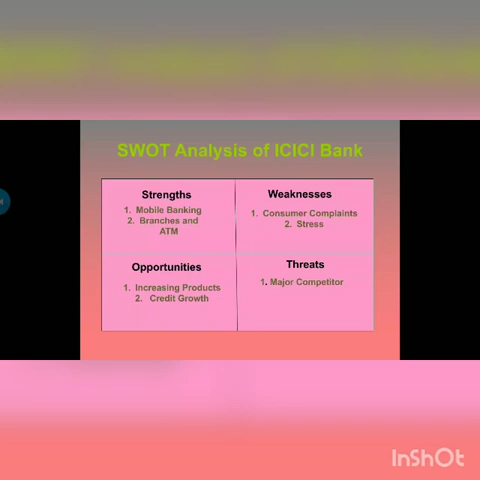 SWOT Analysis of ICICI Bank
Strengths
1. Mobile Banking
2. Branches and
ATM
Weaknesses
1. Consumer Complaints
2. Stress
Opportunities
1. Increasing Products
2. Credit Growth
Threats
1. Major Competitor
InShOt